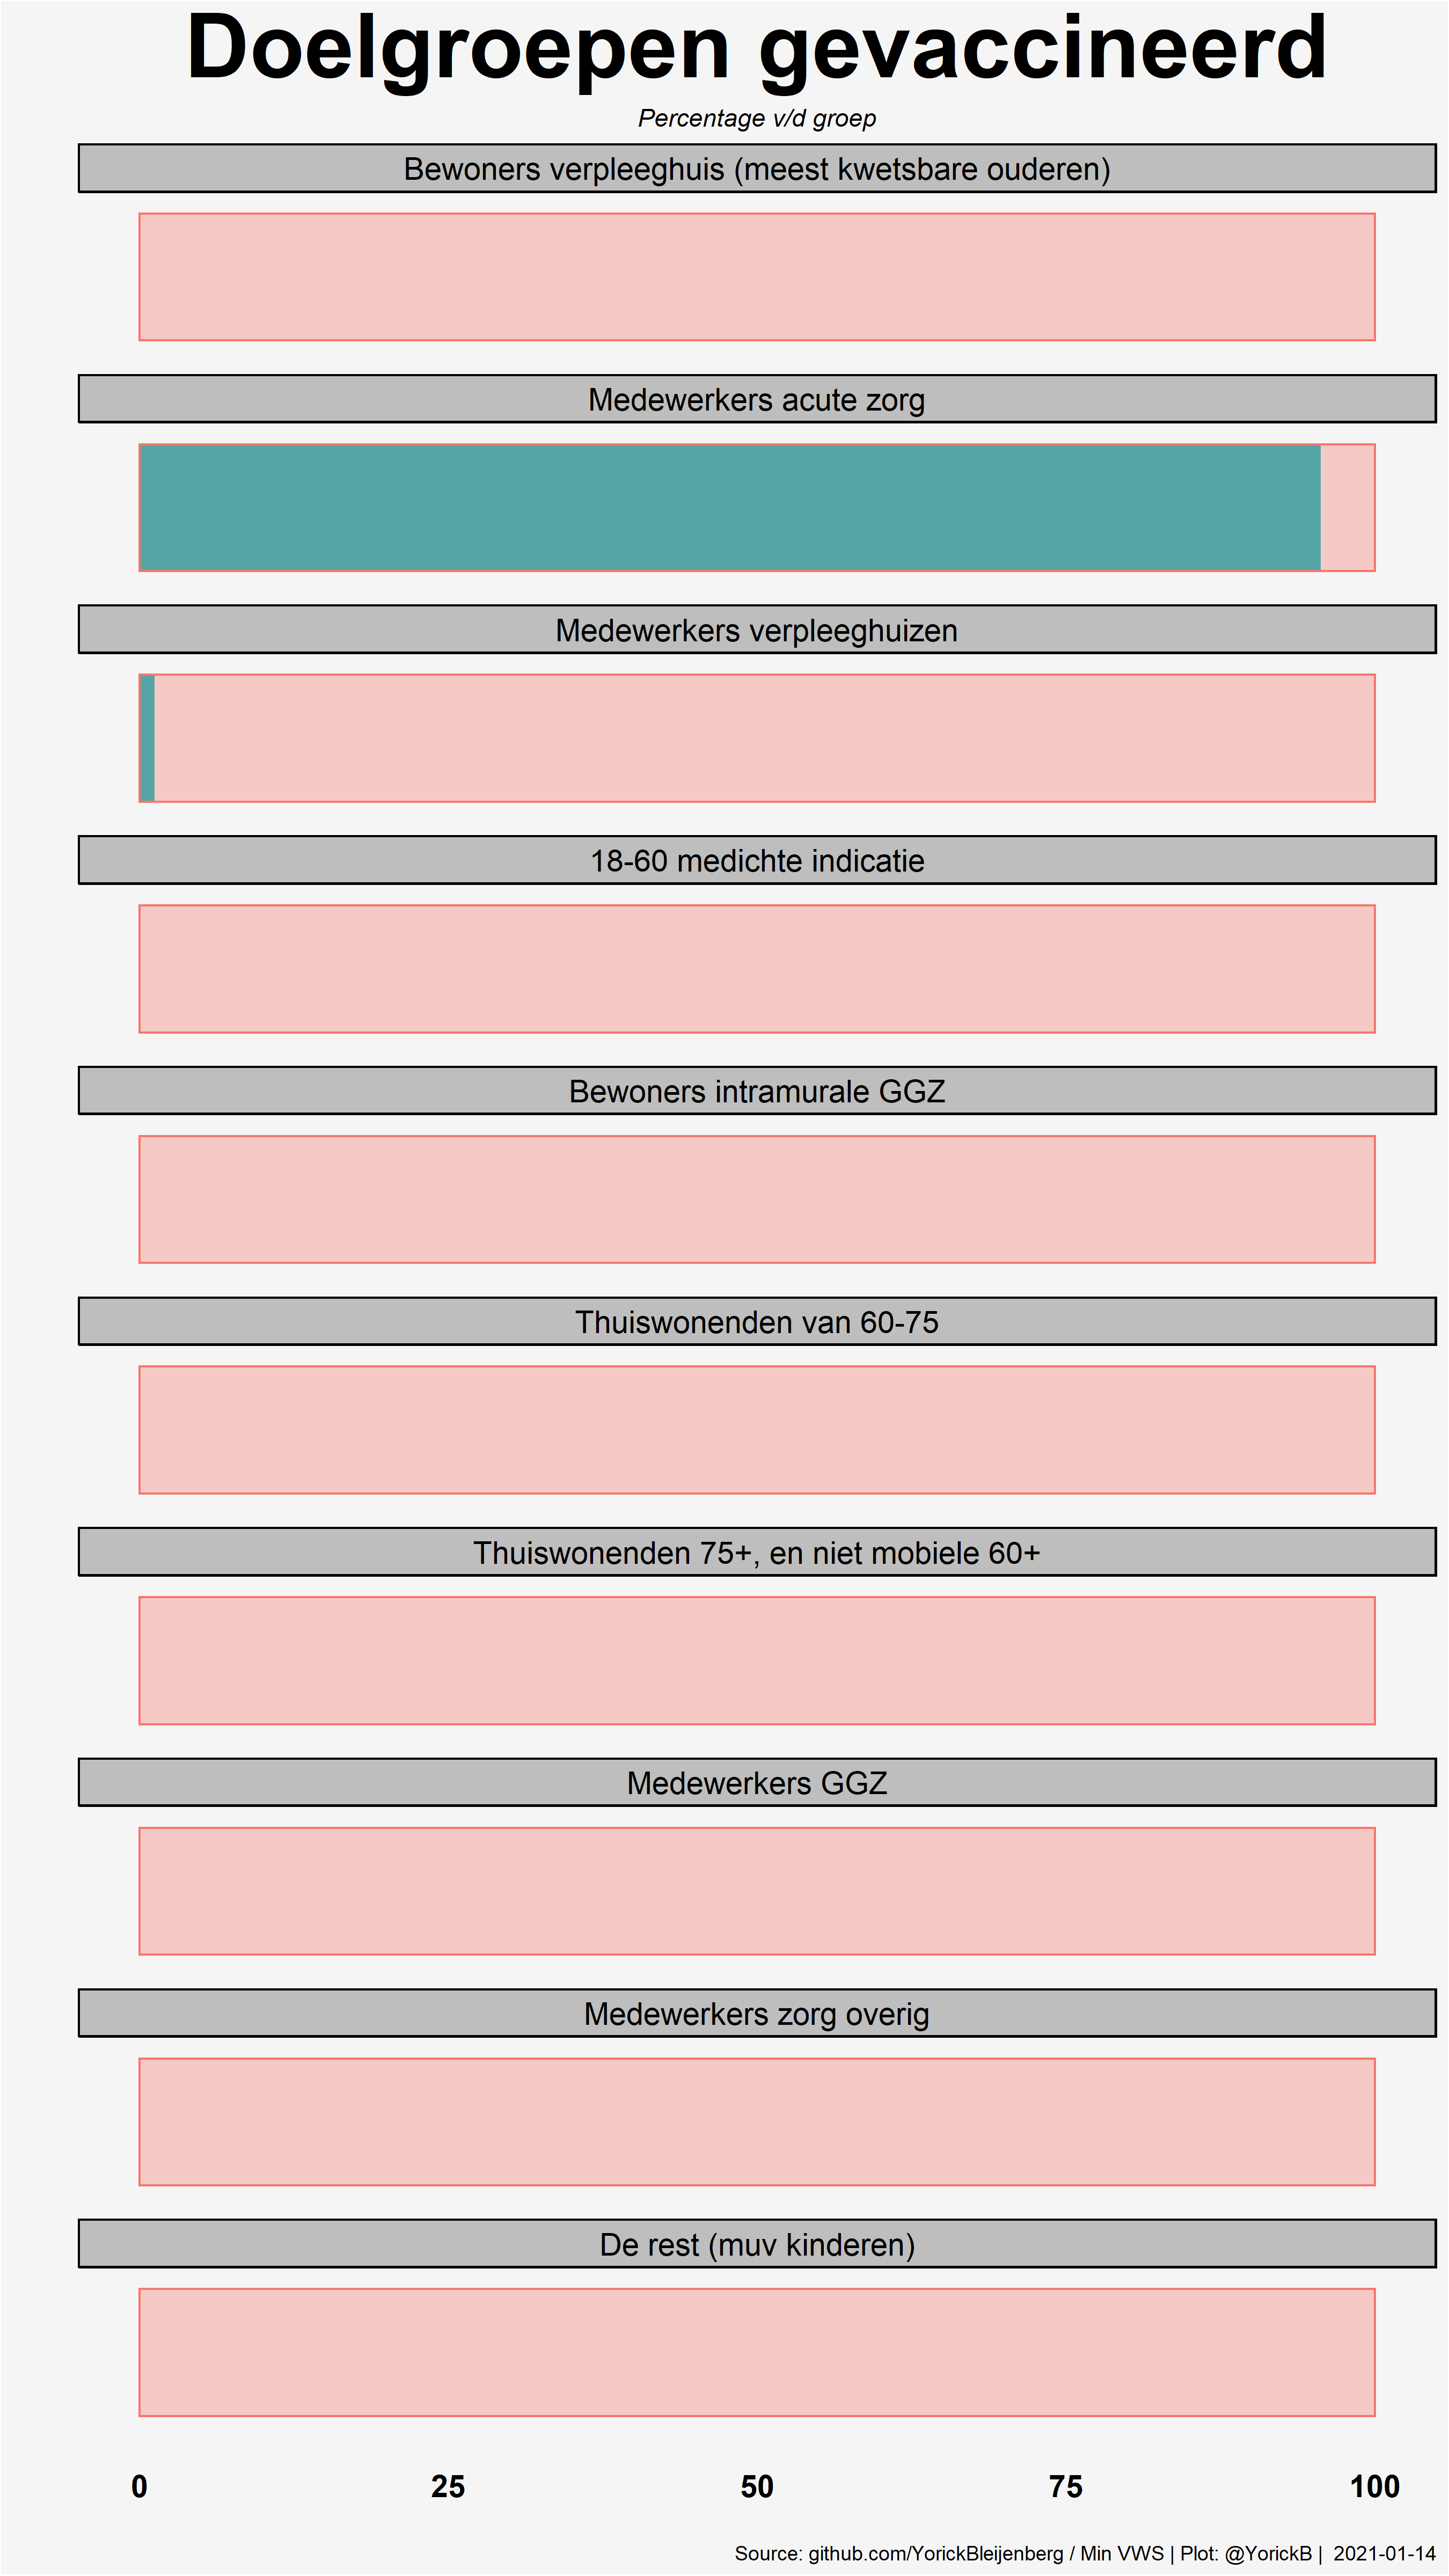 Doelgroepen gevaccineerd
Percentage v/d groep
Bewoners verpleeghuis (meest kwetsbare ouderen)
Medewerkers acute zorg
Medewerkers verpleeghuizen
18-60 medichte indicatie
Bewoners intramurale GGZ
Thuiswonenden van 60-75
Thuiswonenden 75+, en niet mobiele 60+
Medewerkers GGZ
Medewerkers zorg overig
De rest (muv kinderen)
0 25 50 75 100
Source: github.com/YorickBleijenberg / Min VWS | Plot: @YorickB | 2021-01-14